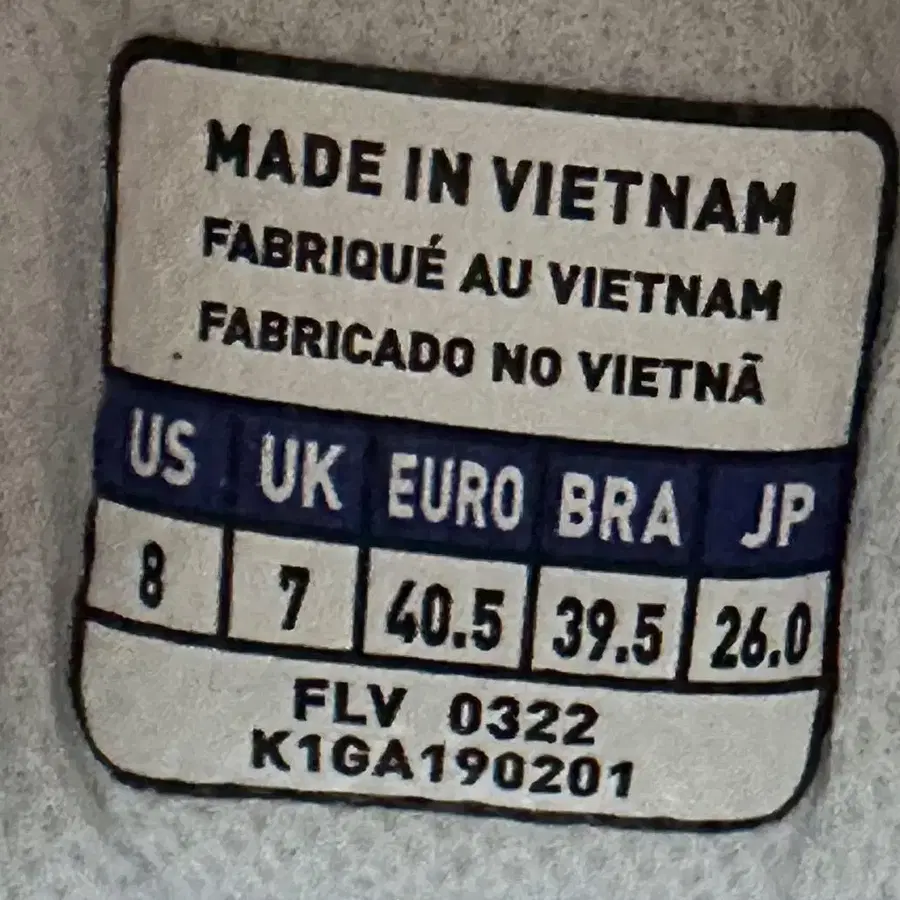 MADE IN VIETNAM
FABRIQUÉ AU VIETNAM
FABRICADO NO VIETNÃ
US UK EURO BRA JP
8 7 40.5 39.5 26.0
FLV 0322
K1GA190201